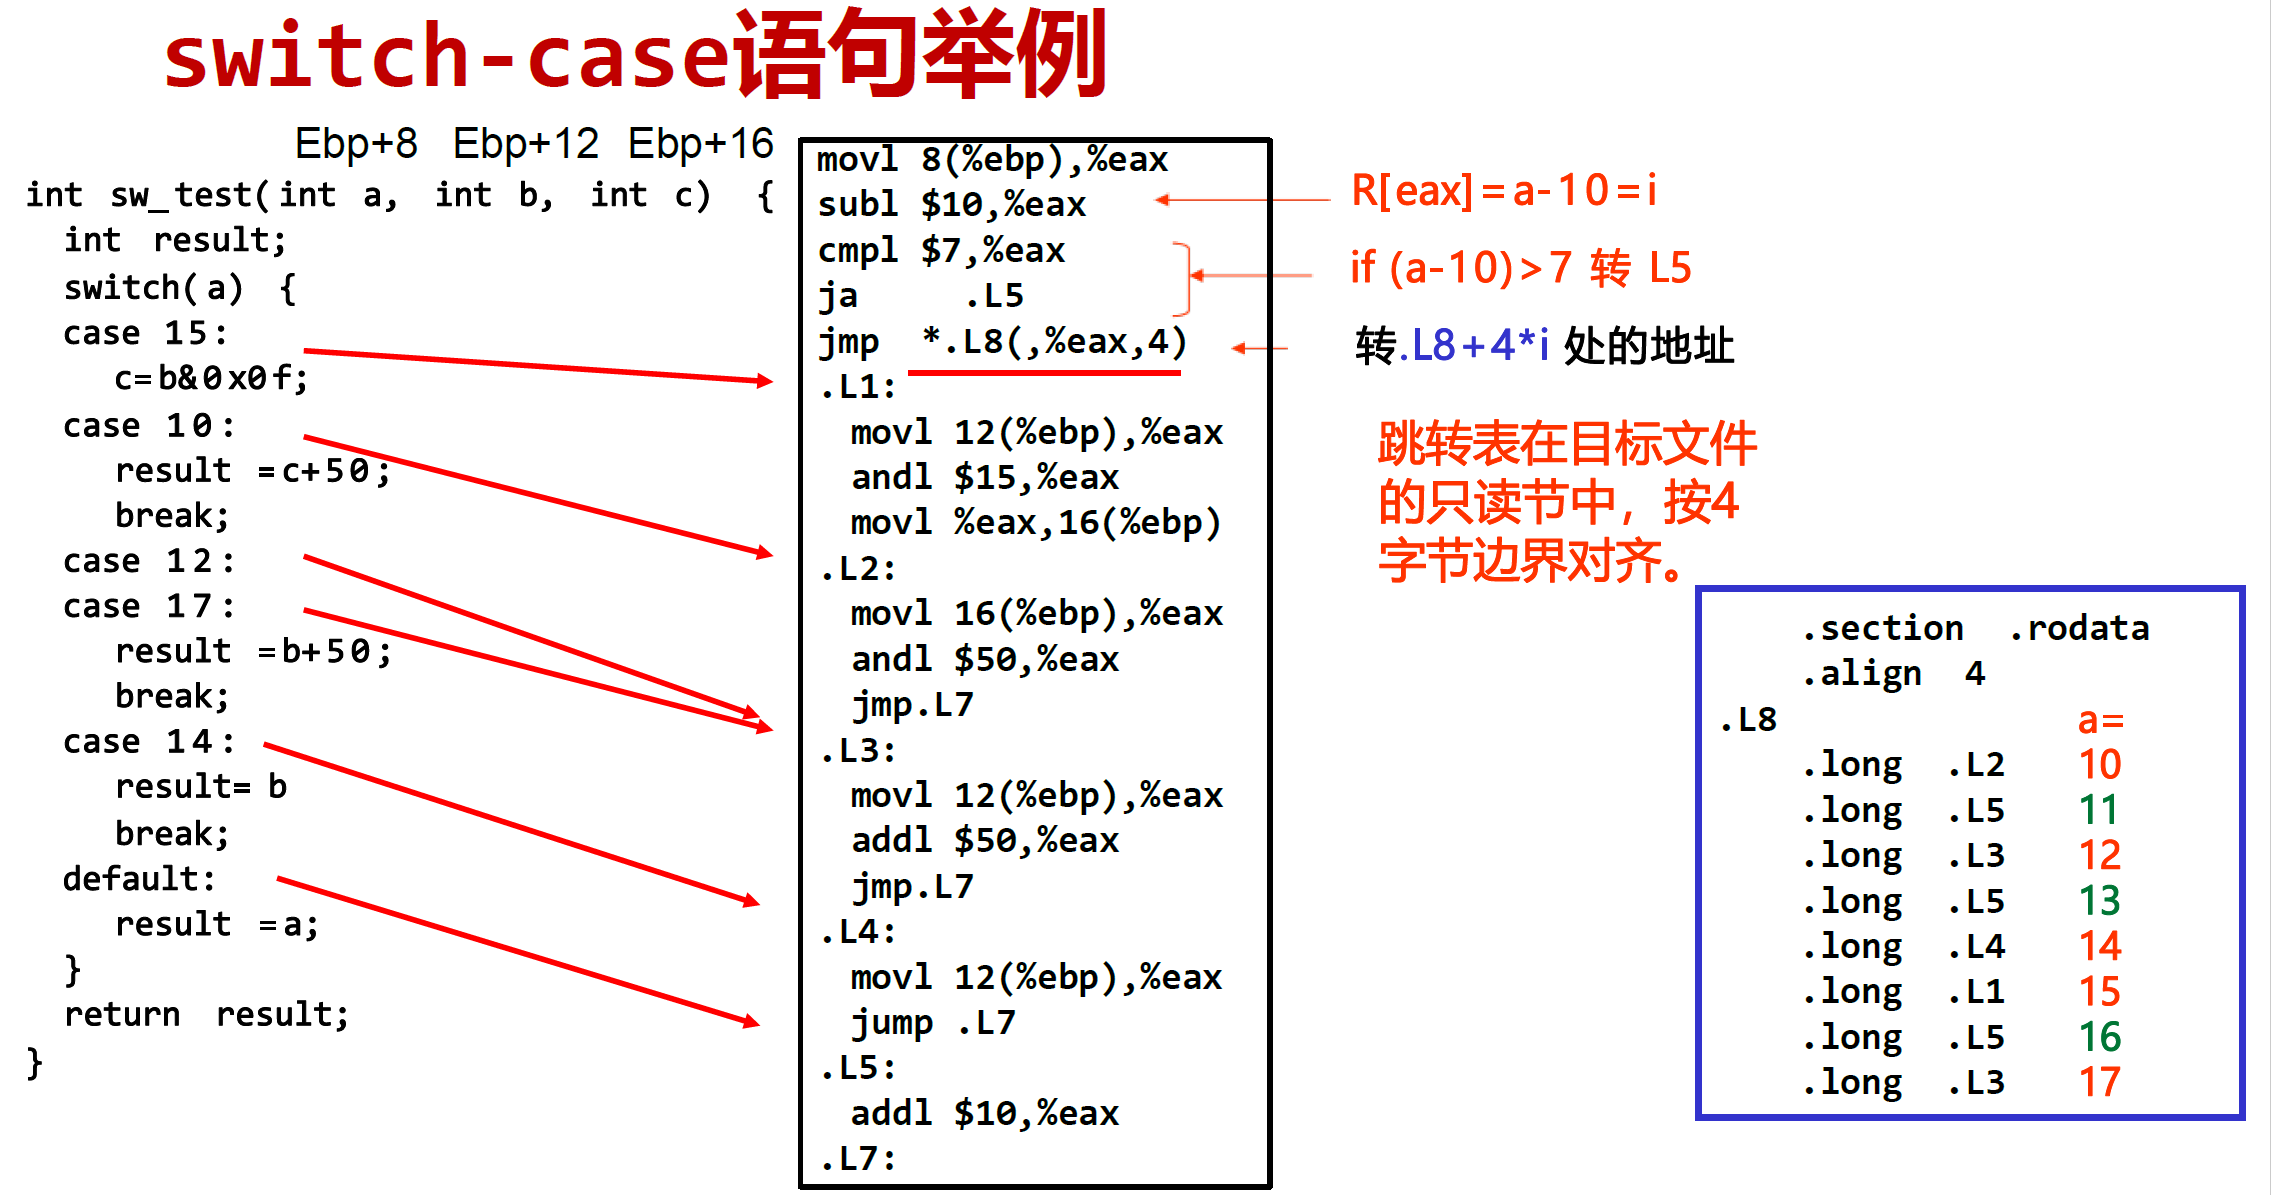 switch-case语句举例
Ebp+8 Ebp+12 Ebp+16
int sw_test(int a, int b, int c) {
int result;
switch(a) {
case 15:
c=b&0x0f;
case 10:
result =c+50;
break;
case 12:
case 17:
result =b+50;
break;
case 14:
result= b
break;
default:
result =a;
}
return result;
}
movl 8(%ebp),%eax
subl $10,%eax
cmpl $7,%eax
ja .L5
jmp *.L8(,%eax,4)
.L1:
movl 12(%ebp),%eax
andl $15,%eax
movl %eax,16(%ebp)
.L2:
movl 16(%ebp),%eax
andl $50,%eax
jmp.L7
.L3:
movl 12(%ebp),%eax
addl $50,%eax
jmp.L7
.L4:
movl 12(%ebp),%eax
jump .L7
.L5:
addl $10,%eax
.L7:
R[eax]=a-10=i
if (a-10)>7 转 L5
转.L8+4*i 处的地址
跳转表在目标文件
的只读节中，按4
字节边界对齐。
.section .rodata
.align 4
.L8 a=
.long .L2 10
.long .L5 11
.long .L3 12
.long .L5 13
.long .L4 14
.long .L1 15
.long .L5 16
.long .L3 17